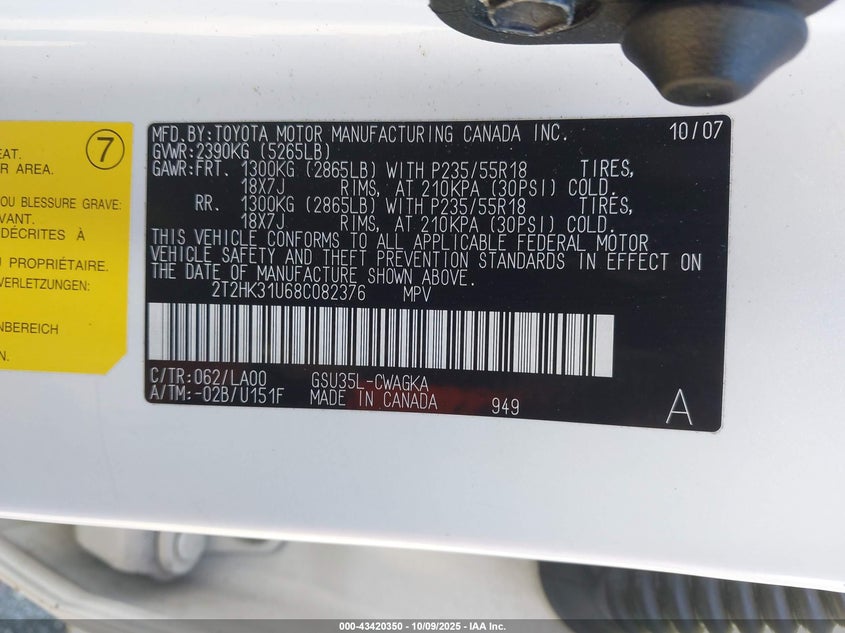 7
EAT.
R AREA.
OU BLESSURE GRAVE:
VANT.
DÉCRITES À
U PROPRIÉTAIRE.
VERLETZUNGEN:
NBEREICH
N.
MFD.BY:TOYOTA MOTOR MANUFACTURING CANADA INC. 10/07
GVWR:2390KG (5265LB)
GAWR:FRT. 1300KG (2865LB) WITH P235/55R18 TIRES,
18X7J RIMS, AT 210KPA (30PSI) COLD.
RR. 1300KG (2865LB) WITH P235/55R18 TIRES,
18X7J RIMS, AT 210KPA (30PSI) COLD.
THIS VEHICLE CONFORMS TO ALL APPLICABLE FEDERAL MOTOR
VEHICLE SAFETY AND THEFT PREVENTION STANDARDS IN EFFECT ON
THE DATE OF MANUFACTURE SHOWN ABOVE.
2T2HK31U68C082376 MPV
C/TR:062/LA00 GSU35L-CWAGKA
A/TM:-02B/U151F MADE IN CANADA 949 A
000-43420350 - 10/09/2025 - IAA Inc.